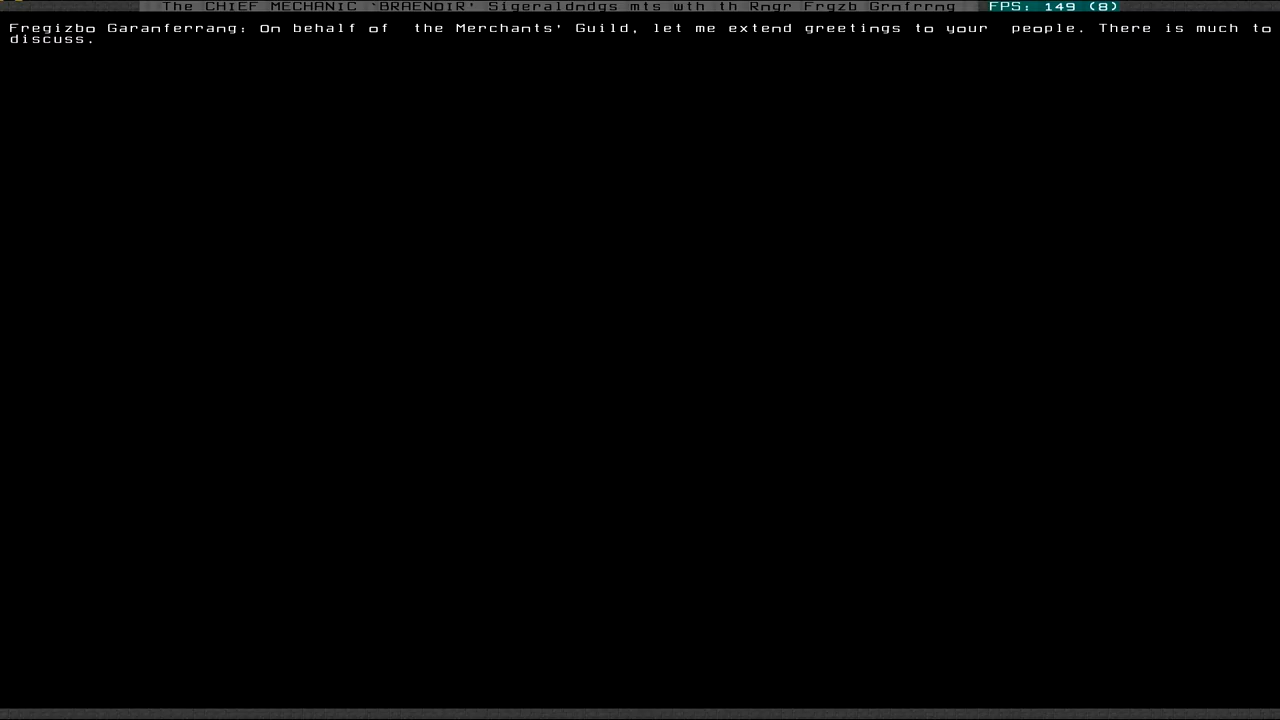 The CHIEF MECHANIC `BRAENOIR' Sigeraldndgs mts wth th Rngr Frgzb Grnfrrng FPS: 149 (8)
Fregizbo Garanferrang: On behalf of  the Merchants' Guild, let me extend greetings to your  people. There is much to
discuss.